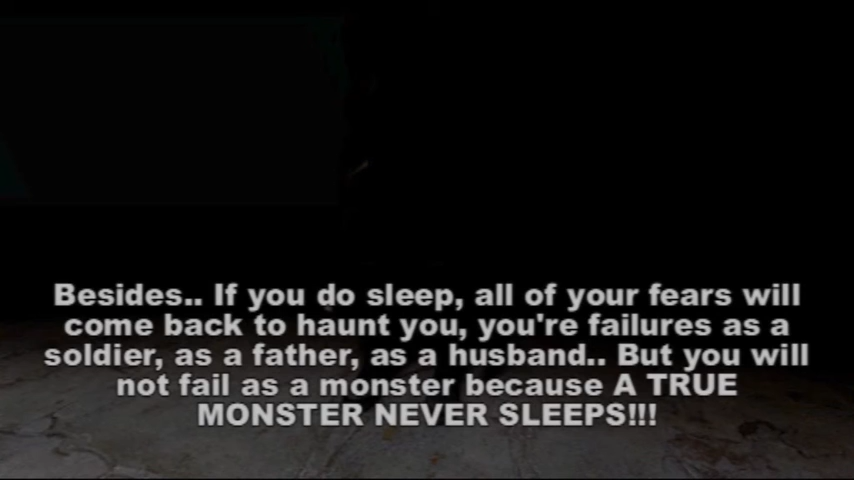 Besides.. If you do sleep, all of your fears will
come back to haunt you, you're failures as a
soldier, as a father, as a husband.. But you will
not fail as a monster because A TRUE
MONSTER NEVER SLEEPS!!!